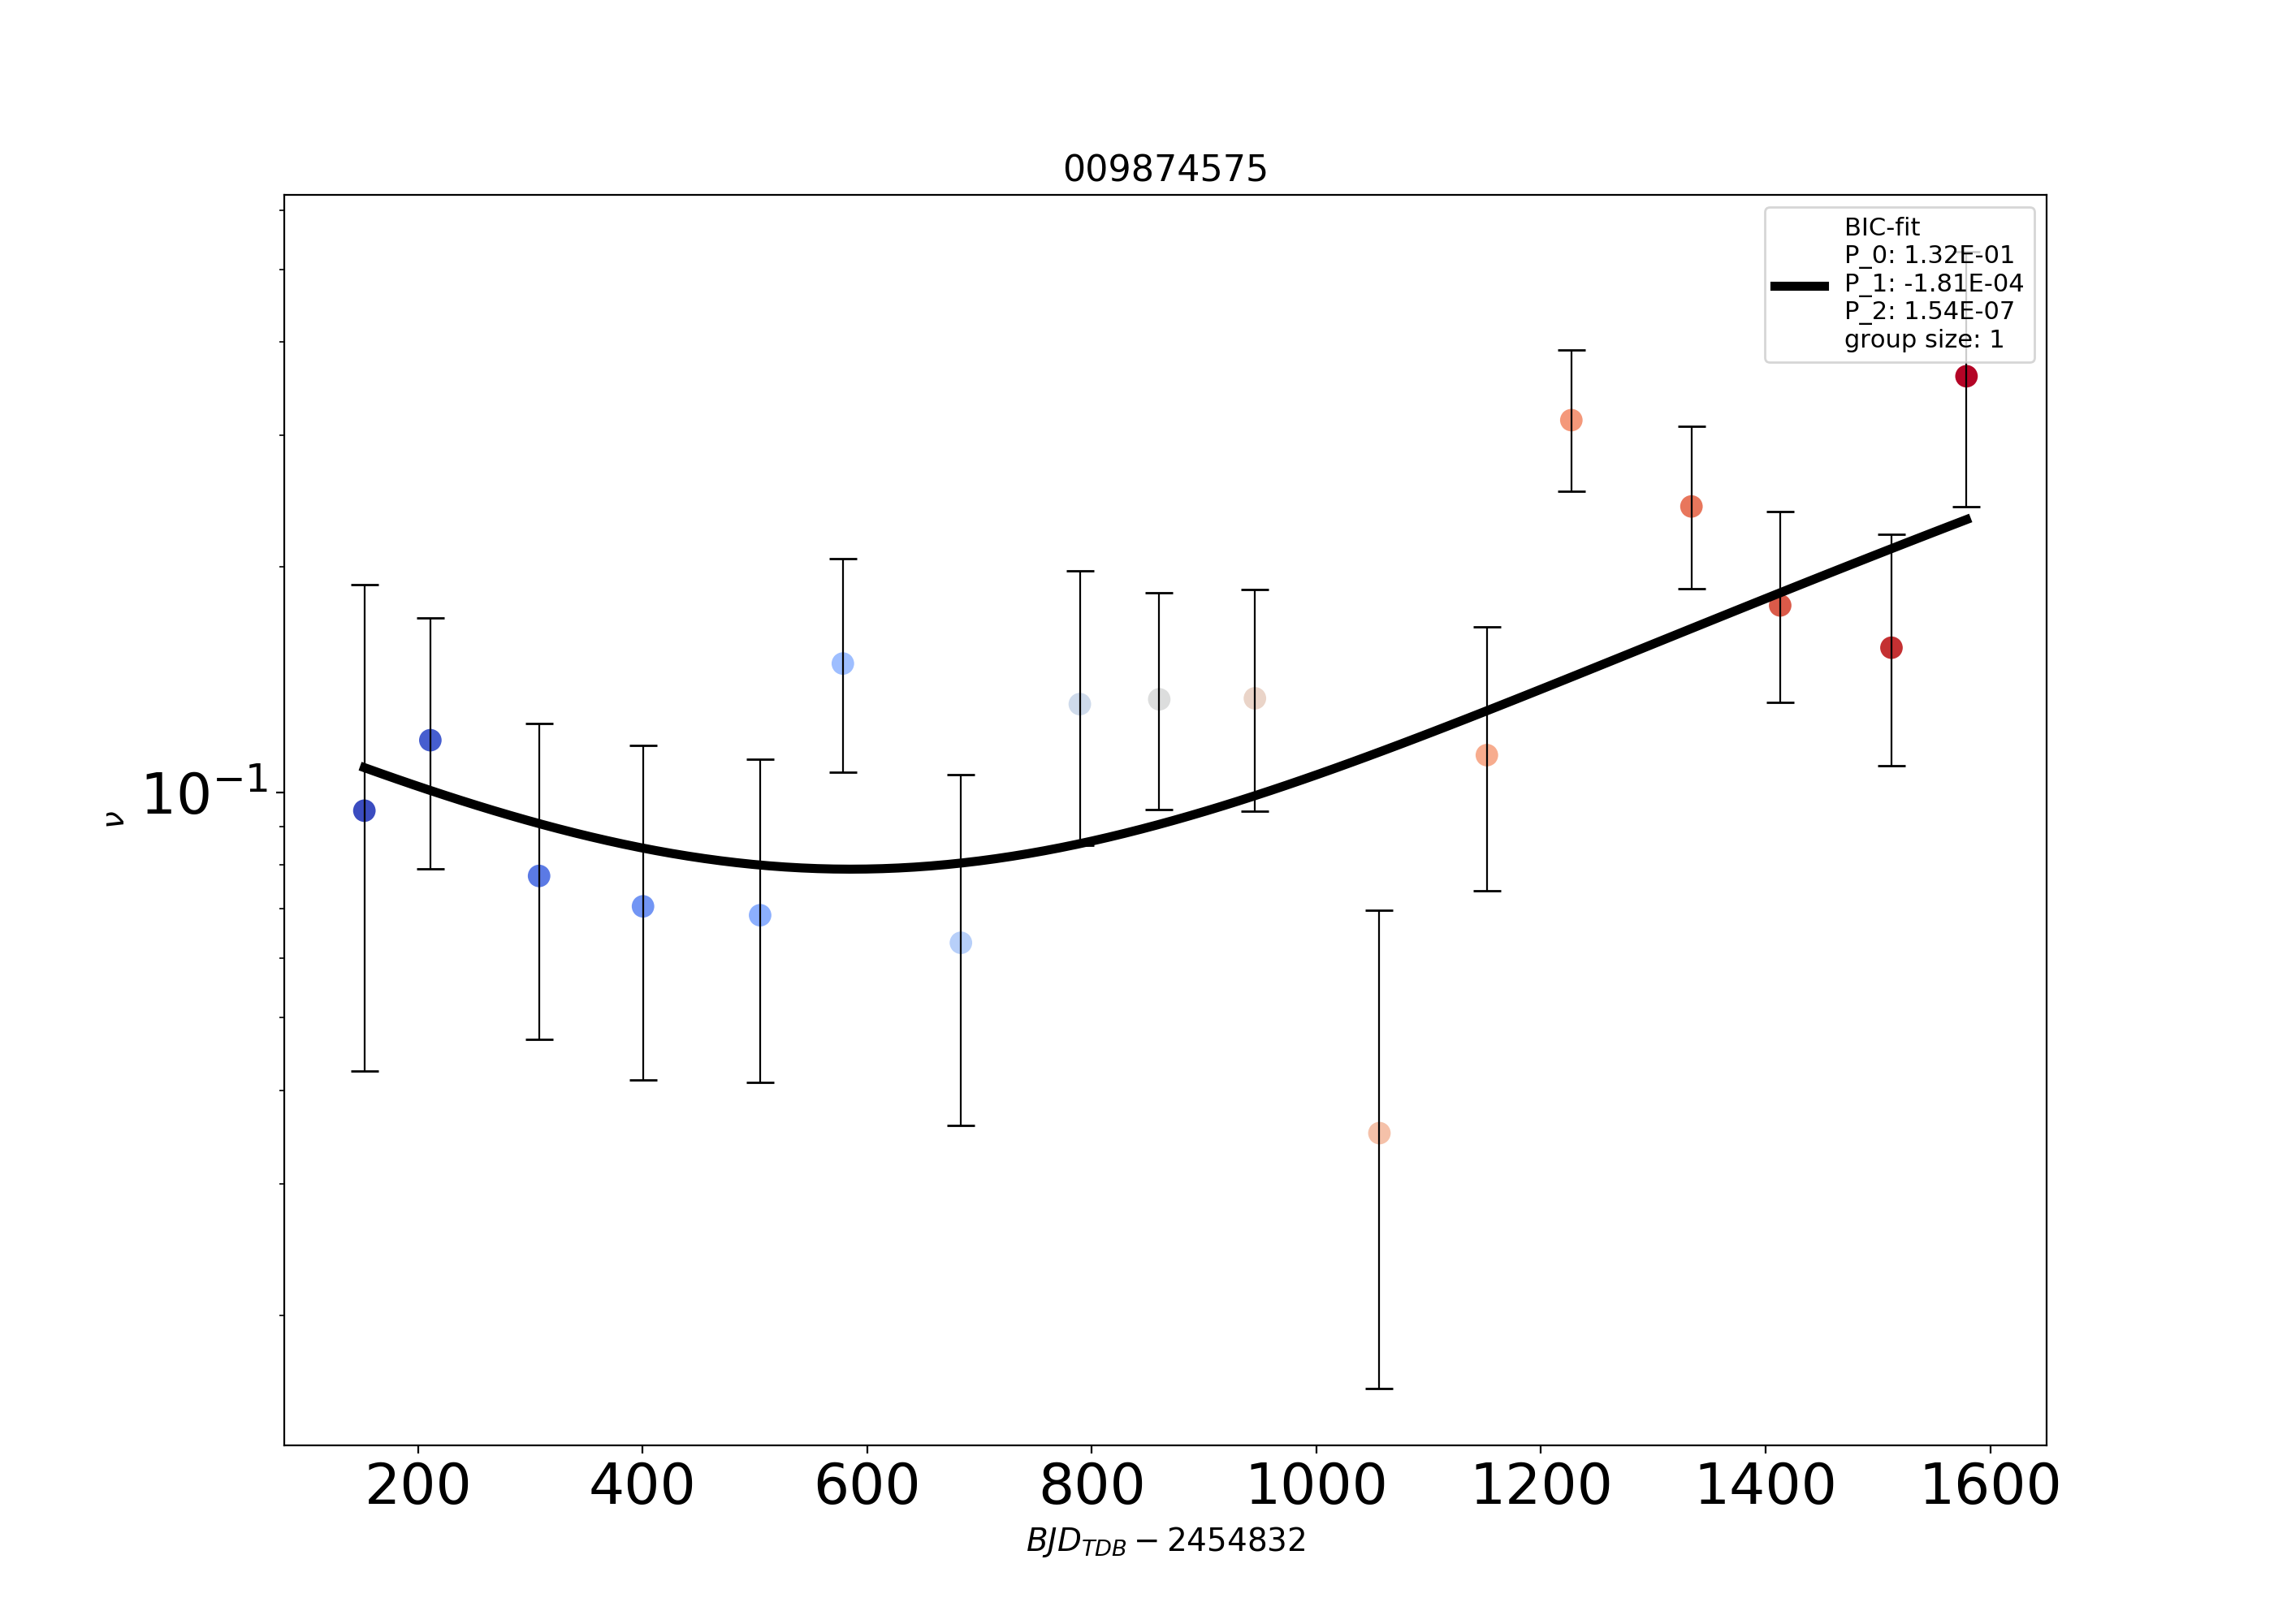 009874575
BIC-fit
P_0: 1.32E-01
P_1: -1.81E-04
P_2: 1.54E-07
group size: 1
ν
10⁻¹
200 400 600 800 1000 1200 1400 1600
BJD_TDB − 2454832